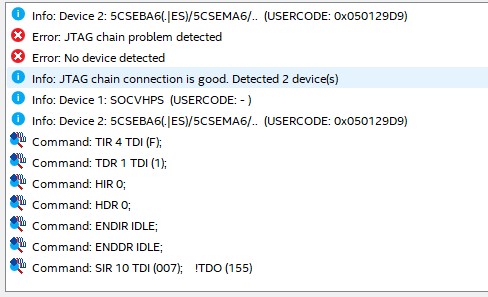 Info: Device 2: 5CSEBA6(.|ES)/5CSEMA6/..  (USERCODE: 0x050129D9)
Error: JTAG chain problem detected
Error: No device detected
Info: JTAG chain connection is good. Detected 2 device(s)
Info: Device 1: SOCVHPS  (USERCODE: - )
Info: Device 2: 5CSEBA6(.|ES)/5CSEMA6/..  (USERCODE: 0x050129D9)
Command: TIR 4 TDI (F);
Command: TDR 1 TDI (1);
Command: HIR 0;
Command: HDR 0;
Command: ENDIR IDLE;
Command: ENDDR IDLE;
Command: SIR 10 TDI (007);    !TDO (155)